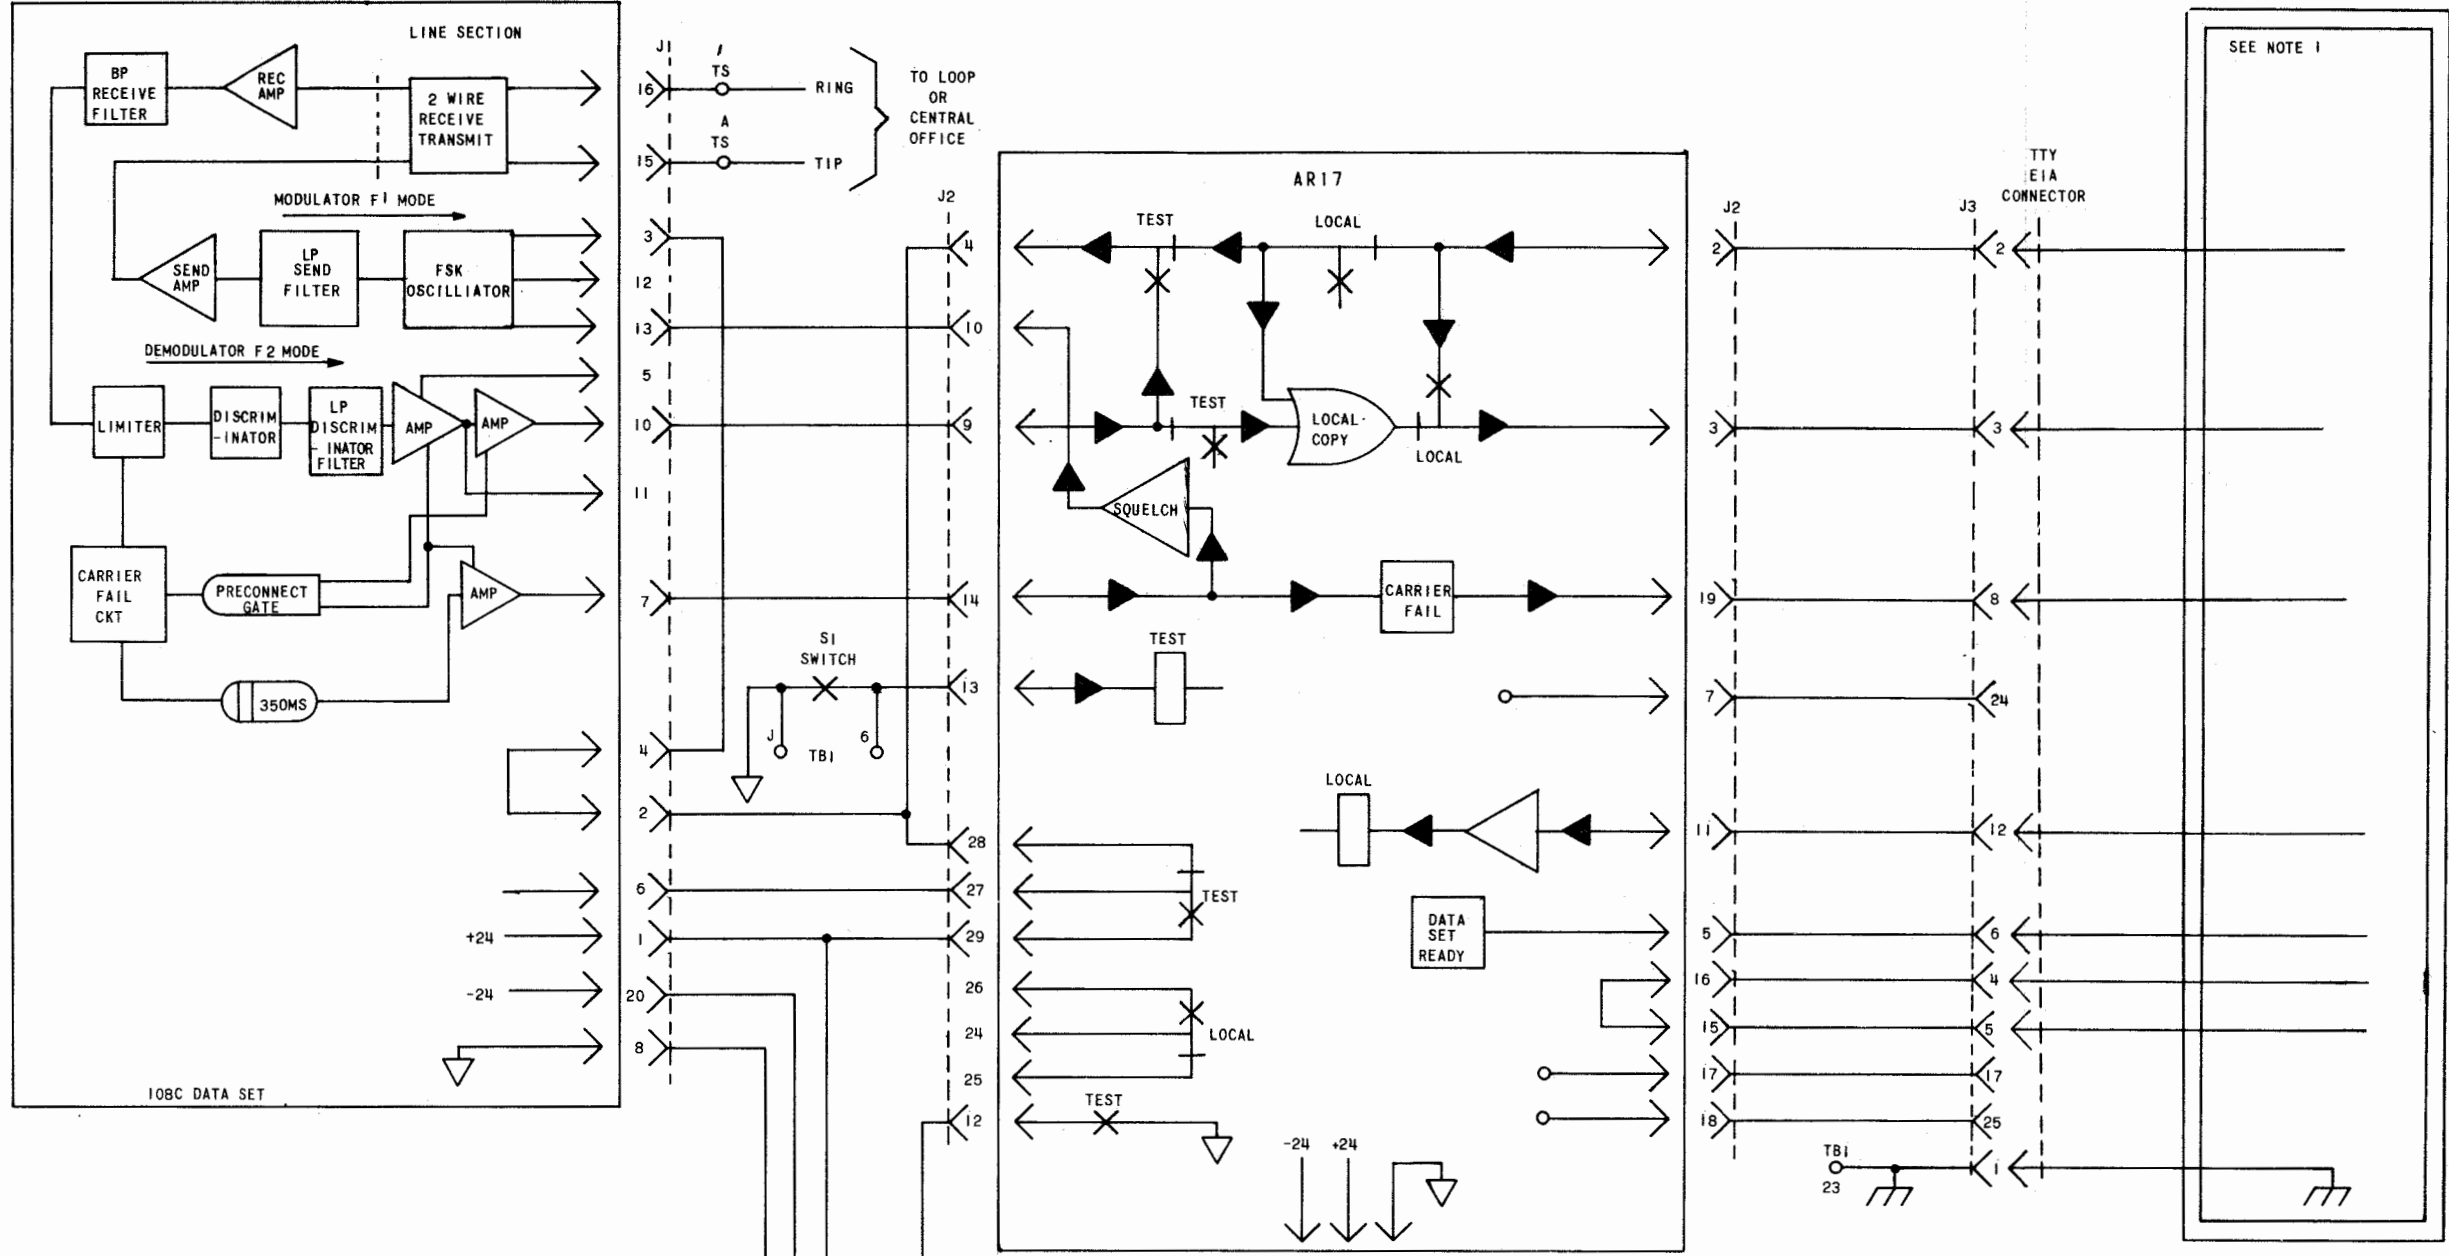 LINE SECTION
BP
RECEIVE
FILTER
REC
AMP
2 WIRE
RECEIVE
TRANSMIT
MODULATOR F1 MODE
SEND
AMP
LP
SEND
FILTER
FSK
OSCILLIATOR
DEMODULATOR F2 MODE
LIMITER
DISCRIM
-INATOR
LP
DISCRIM
- INATOR
FILTER
AMP
AMP
CARRIER
FAIL
CKT
PRECONNECT
GATE
AMP
350MS
+24
-24
108C DATA SET
J1
16
15
3
12
13
5
10
11
7
4
2
6
1
20
8
TS
RING
A
TS
TIP
TO LOOP
OR
CENTRAL
OFFICE
S1
SWITCH
J
6
TB1
J2
4
10
9
14
13
28
27
29
26
24
25
12
AR17
TEST
LOCAL
TEST
LOCAL
COPY
LOCAL
SQUELCH
CARRIER
FAIL
TEST
LOCAL
TEST
DATA
SET
READY
LOCAL
TEST
-24
+24
J2
2
3
19
7
11
5
16
15
17
18
TB1
23
J3
2
3
8
24
12
6
4
5
17
25
1
TTY
EIA
CONNECTOR
SEE NOTE 1